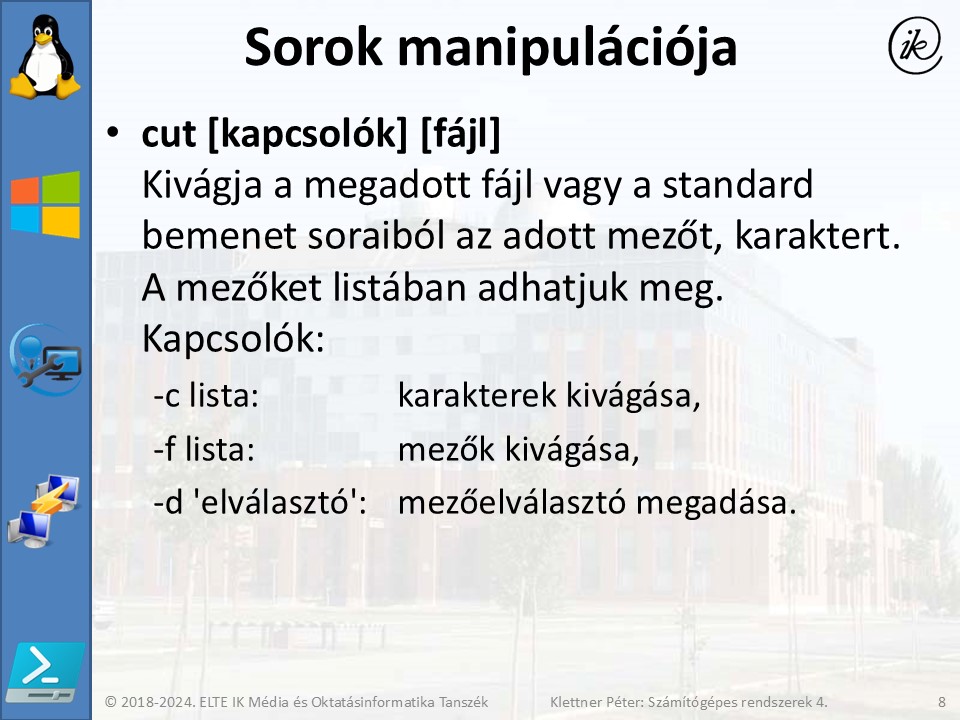 Sorok manipulációja
ik
• cut [kapcsolók] [fájl]
Kivágja a megadott fájl vagy a standard
bemenet soraiból az adott mezőt, karaktert.
A mezőket listában adhatjuk meg.
Kapcsolók:
-c lista: karakterek kivágása,
-f lista: mezők kivágása,
-d 'elválasztó': mezőelválasztó megadása.
© 2018-2024. ELTE IK Média és Oktatásinformatika Tanszék Klettner Péter: Számítógépes rendszerek 4. 8